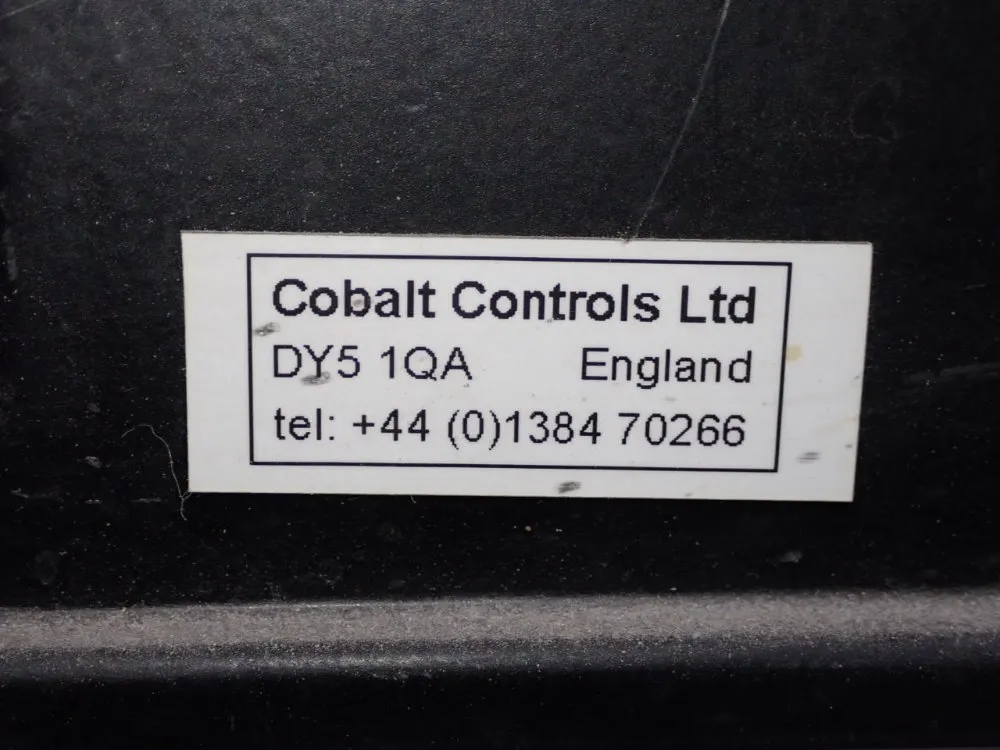 Cobalt Controls Ltd
DY5 1QA England
tel: +44 (0)1384 70266